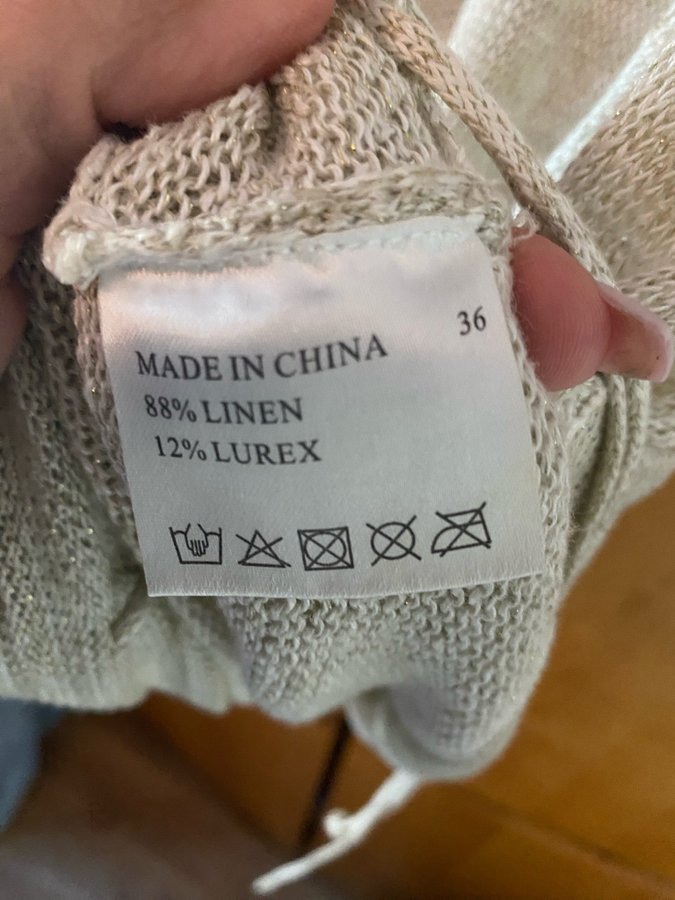 36
MADE IN CHINA
88% LINEN
12% LUREX